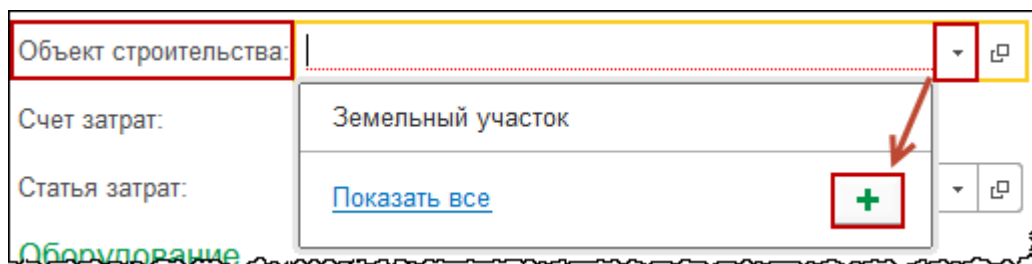 Объект строительства:
Земельный участок
Счет затрат:
Статья затрат:
Показать все
Оборудование